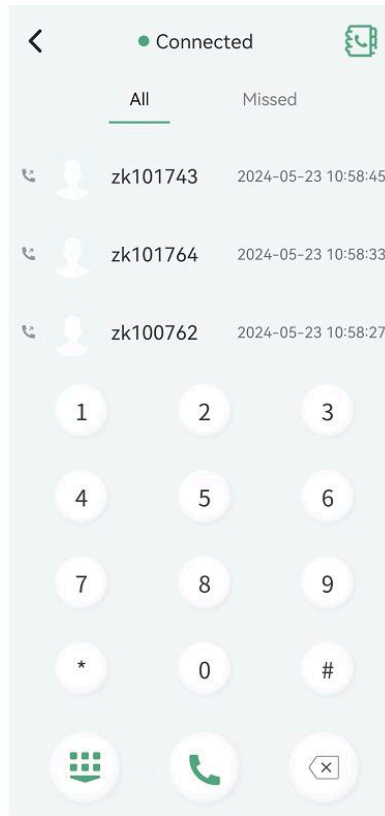 Connected
All Missed
zk101743 2024-05-23 10:58:45
zk101764 2024-05-23 10:58:33
zk100762 2024-05-23 10:58:27
1 2 3
4 5 6
7 8 9
* 0 #